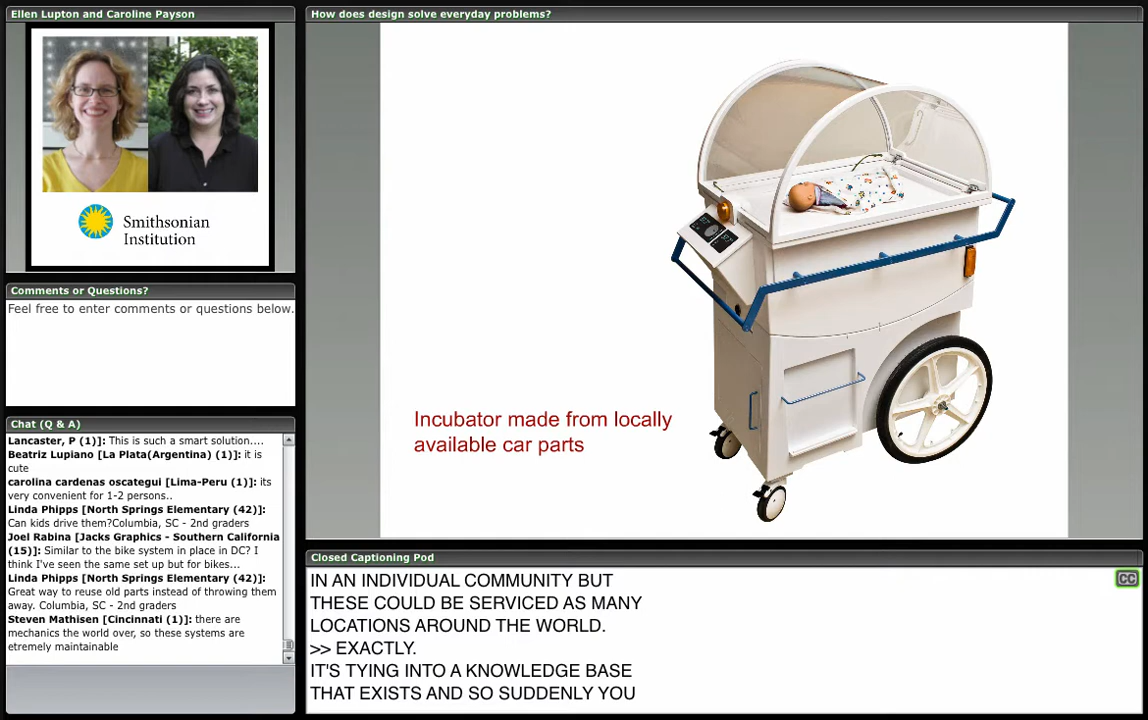 Ellen Lupton and Caroline Payson
How does design solve everyday problems?
Smithsonian
Institution
Incubator made from locally
available car parts
Comments or Questions?
Feel free to enter comments or questions below.
Chat (Q & A)
Lancaster, P (1)]: This is such a smart solution....
Beatriz Lupiano [La Plata(Argentina) (1)]: it is
cute
carolina cardenas oscategui [Lima-Peru (1)]: its
very convenient for 1-2 persons..
Linda Phipps [North Springs Elementary (42)]:
Can kids drive them?Columbia, SC - 2nd graders
Joel Rabina [Jacks Graphics - Southern California
(15)]: Similar to the bike system in place in DC? I
think I've seen the same set up but for bikes...
Linda Phipps [North Springs Elementary (42)]:
Great way to reuse old parts instead of throwing them
away. Columbia, SC - 2nd graders
Steven Mathisen [Cincinnati (1)]: there are
mechanics the world over, so these systems are
etremely maintainable
Closed Captioning Pod
CC
IN AN INDIVIDUAL COMMUNITY BUT
THESE COULD BE SERVICED AS MANY
LOCATIONS AROUND THE WORLD.
>> EXACTLY.
IT'S TYING INTO A KNOWLEDGE BASE
THAT EXISTS AND SO SUDDENLY YOU